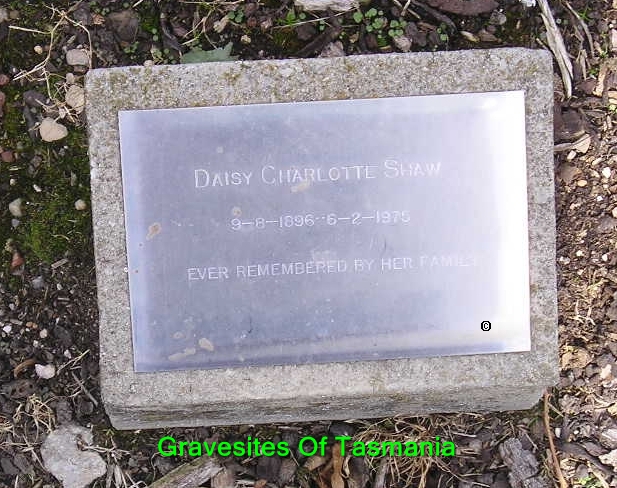 Daisy Charlotte Shaw
9-8-1896 - 6-2-1975
EVER REMEMBERED BY HER FAMILY
©
Gravesites Of Tasmania